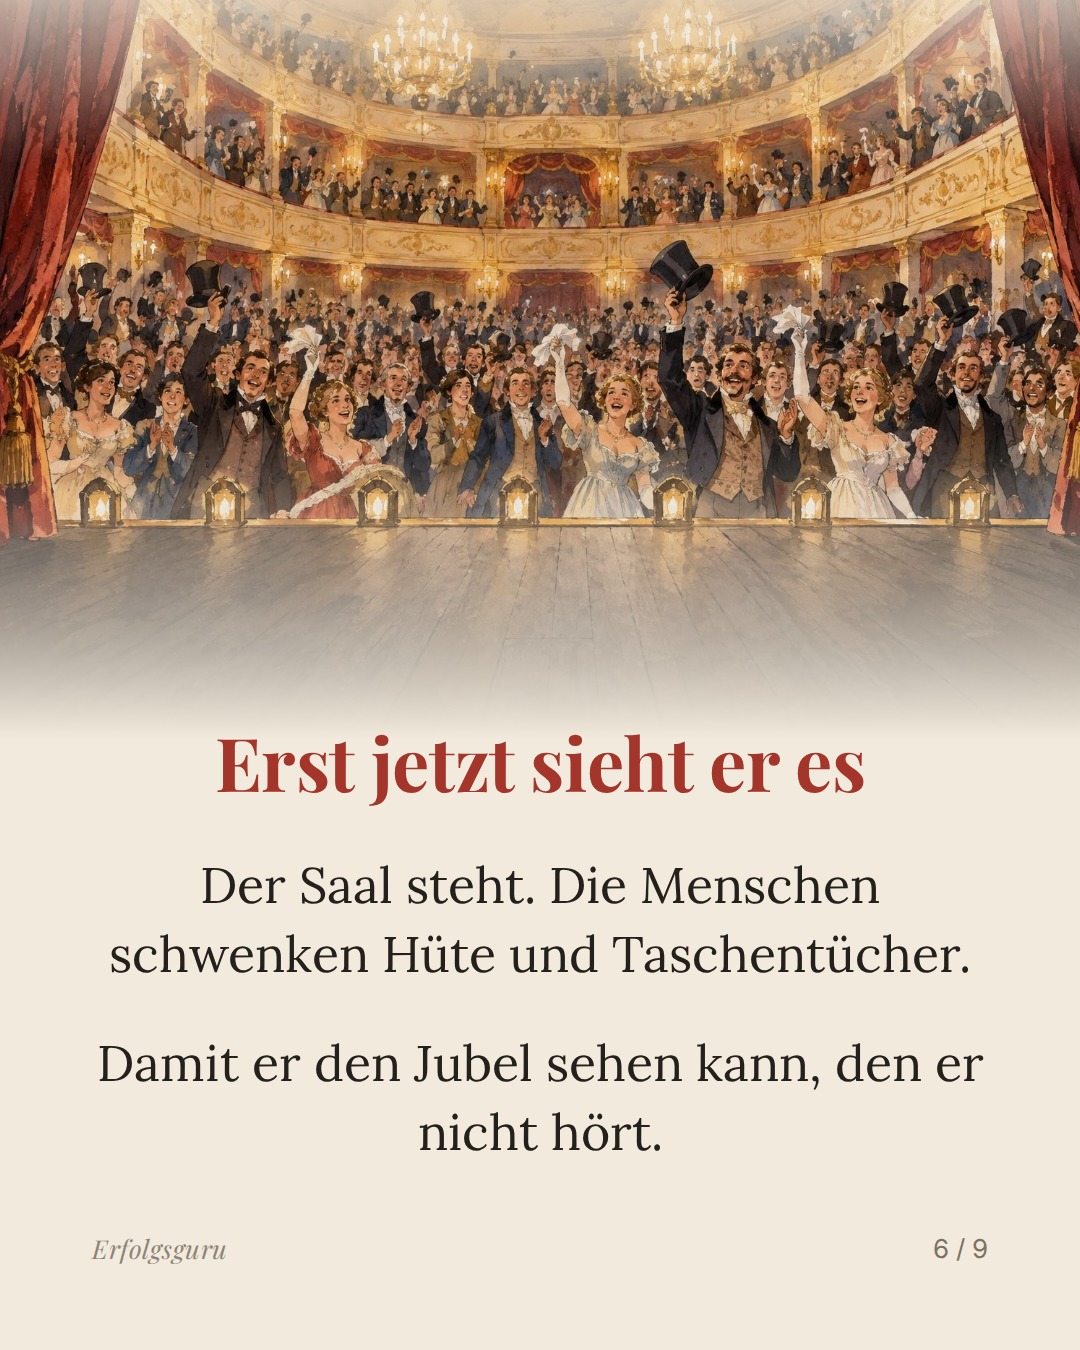 Erst jetzt sieht er es
Der Saal steht. Die Menschen
schwenken Hüte und Taschentücher.
Damit er den Jubel sehen kann, den er
nicht hört.
Erfolgsguru
6 / 9